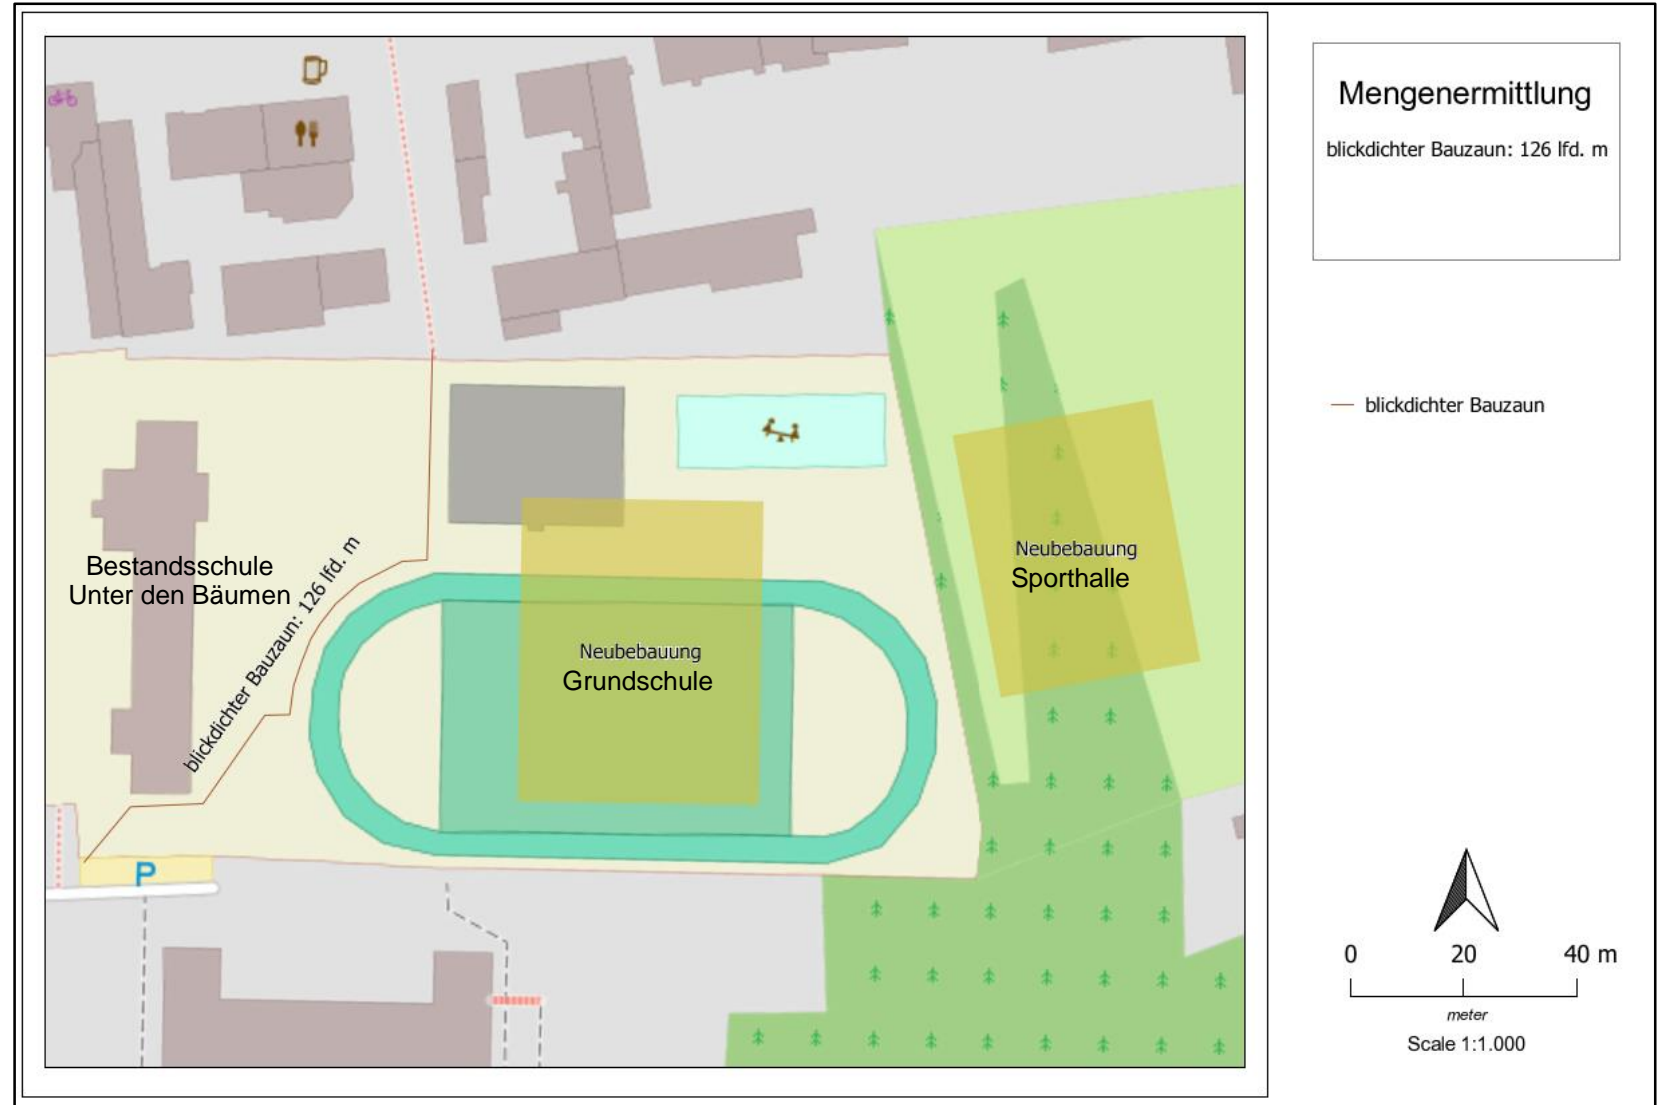 Mengenermittlung
blickdichter Bauzaun: 126 lfd. m
blickdichter Bauzaun
Bestandsschule
Unter den Bäumen
blickdichter Bauzaun: 126 lfd. m
Neubebauung
Sporthalle
Neubebauung
Grundschule
P
0 20 40 m
meter
Scale 1:1.000